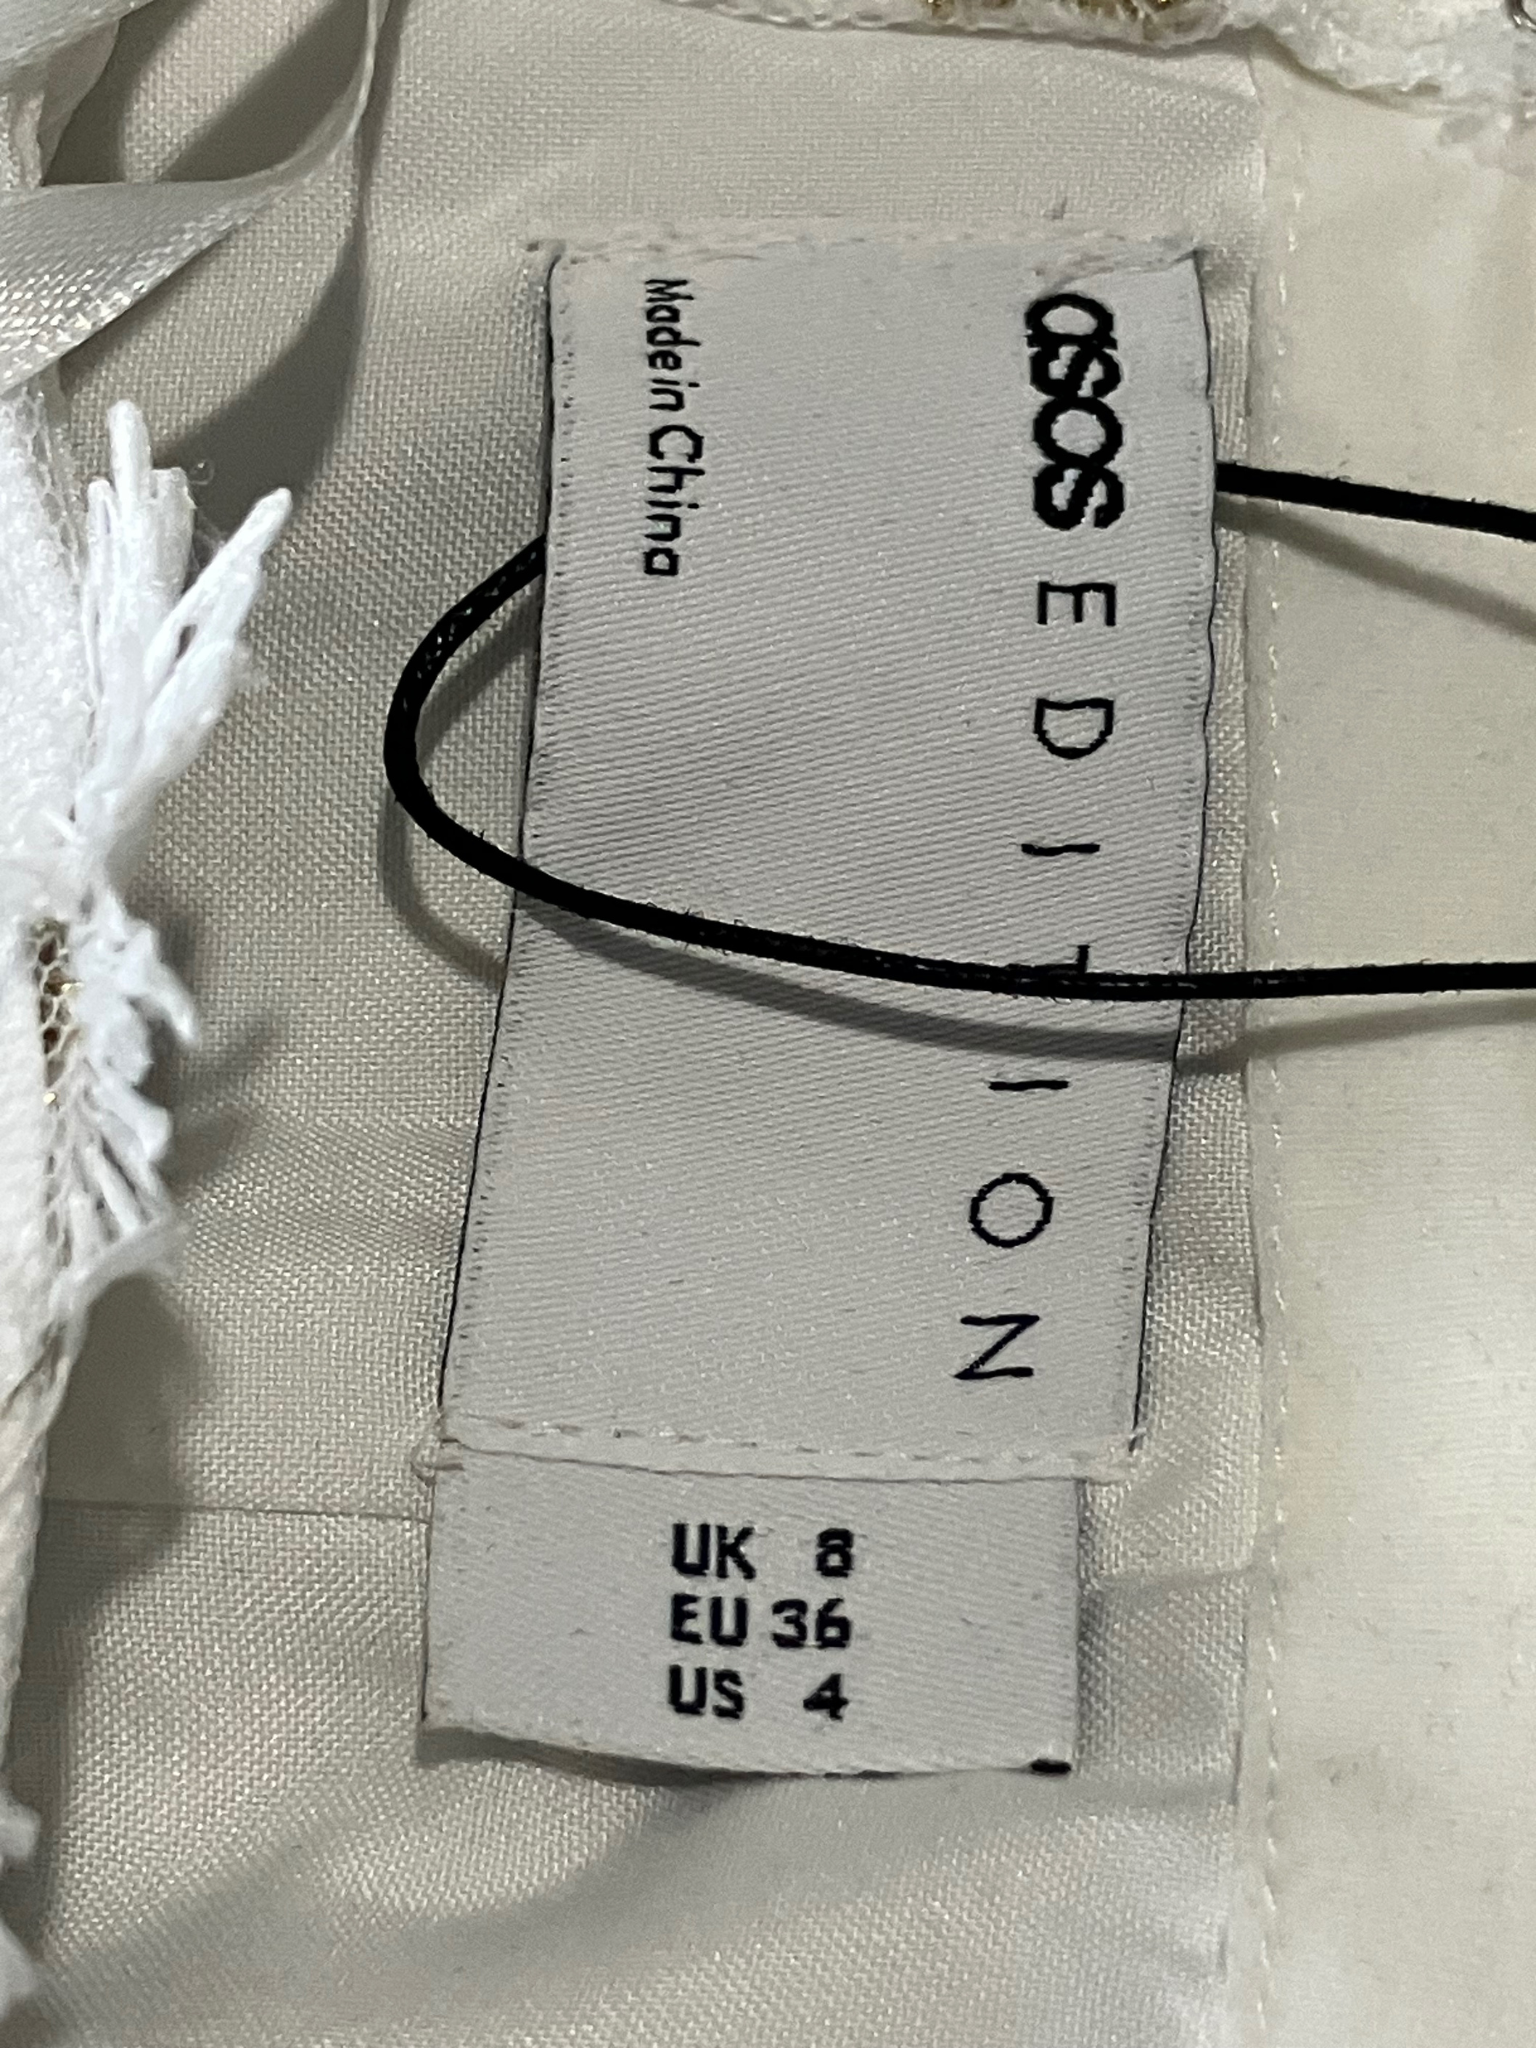 asos EDITION
Made in China
UK 8
EU 36
US 4